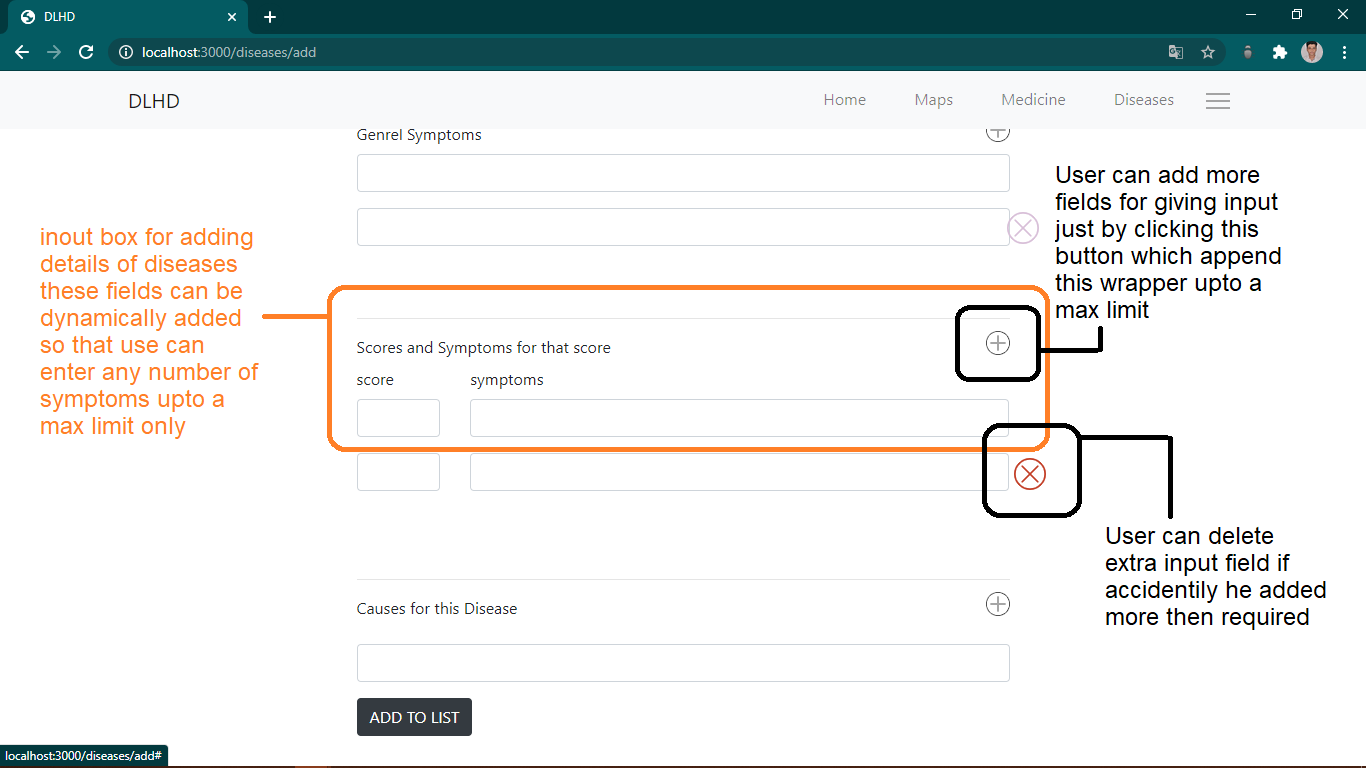 DLHD
localhost:3000/diseases/add
DLHD
Home
Maps
Medicine
Diseases
Genrel Symptoms
User can add more
fields for giving input
just by clicking this
button which append
this wrapper upto a
max limit
inout box for adding
details of diseases
these fields can be
dynamically added
so that use can
enter any number of
symptoms upto a
max limit only
Scores and Symptoms for that score
score
symptoms
User can delete
extra input field if
accidentily he added
more then required
Causes for this Disease
ADD TO LIST
localhost:3000/diseases/add#